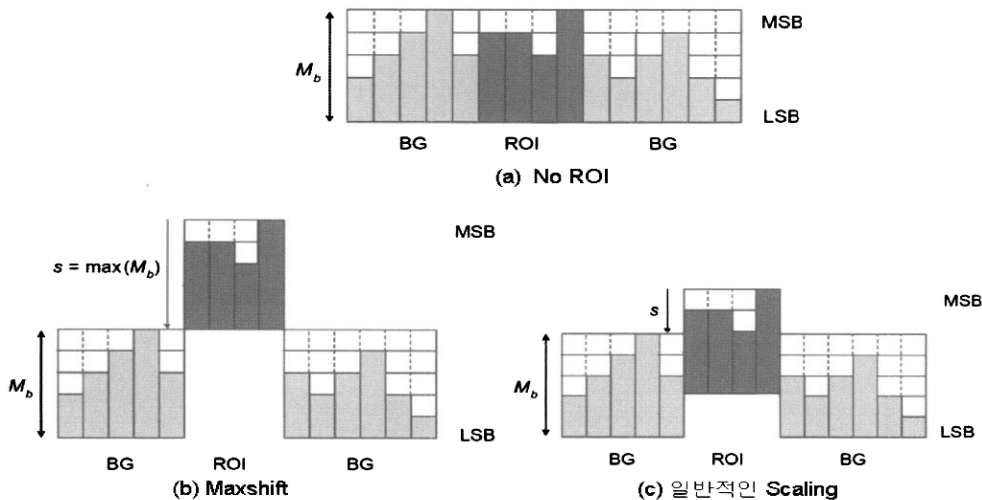 MSB
M_b
LSB
BG ROI BG
(a) No ROI
MSB
s = max(M_b)
M_b
LSB
BG ROI BG
(b) Maxshift
MSB
s
M_b
LSB
BG ROI BG
(c) 일반적인 Scaling